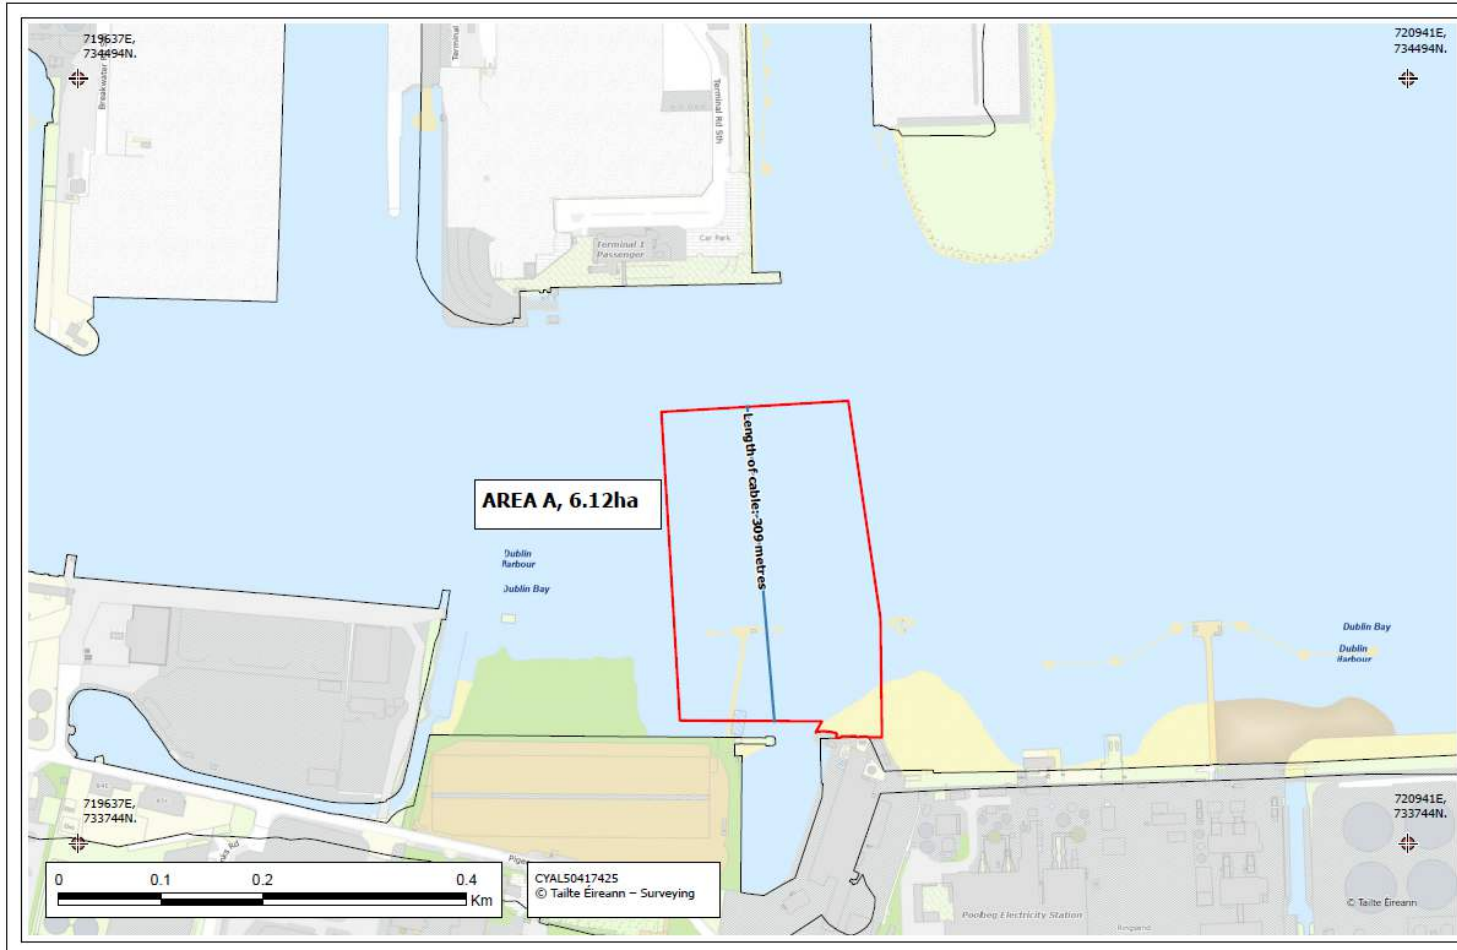 719637E,
734494N.
720941E,
734494N.
Breakwater
Terminal
Terminal Rd Sth
Terminal 1
Passenger
Car Park
Length of cable: 309 metres
AREA A, 6.12ha
Dublin
Harbour
Dublin Bay
Dublin Bay
Dublin
Harbour
719637E,
733744N.
720941E,
733744N.
0 0.1 0.2 0.4
Km
CYAL50417425
© Tailte Éireann – Surveying
Poolbeg Electricity Station
Ringsend
© Tailte Éireann